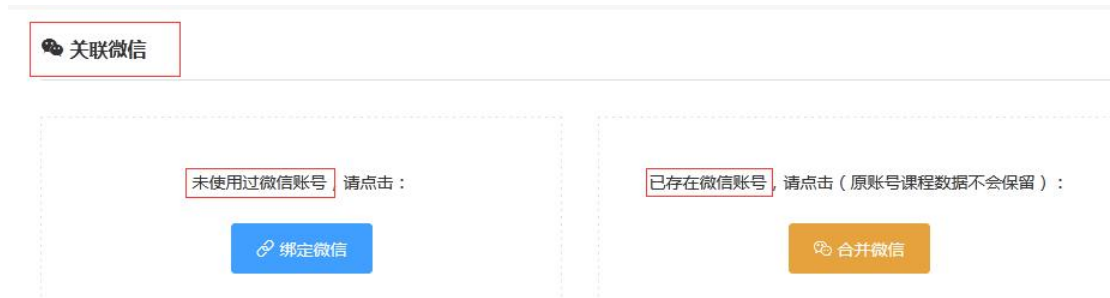 关联微信
未使用过微信账号，请点击：
绑定微信
已存在微信账号，请点击（原账号课程数据不会保留）：
合并微信